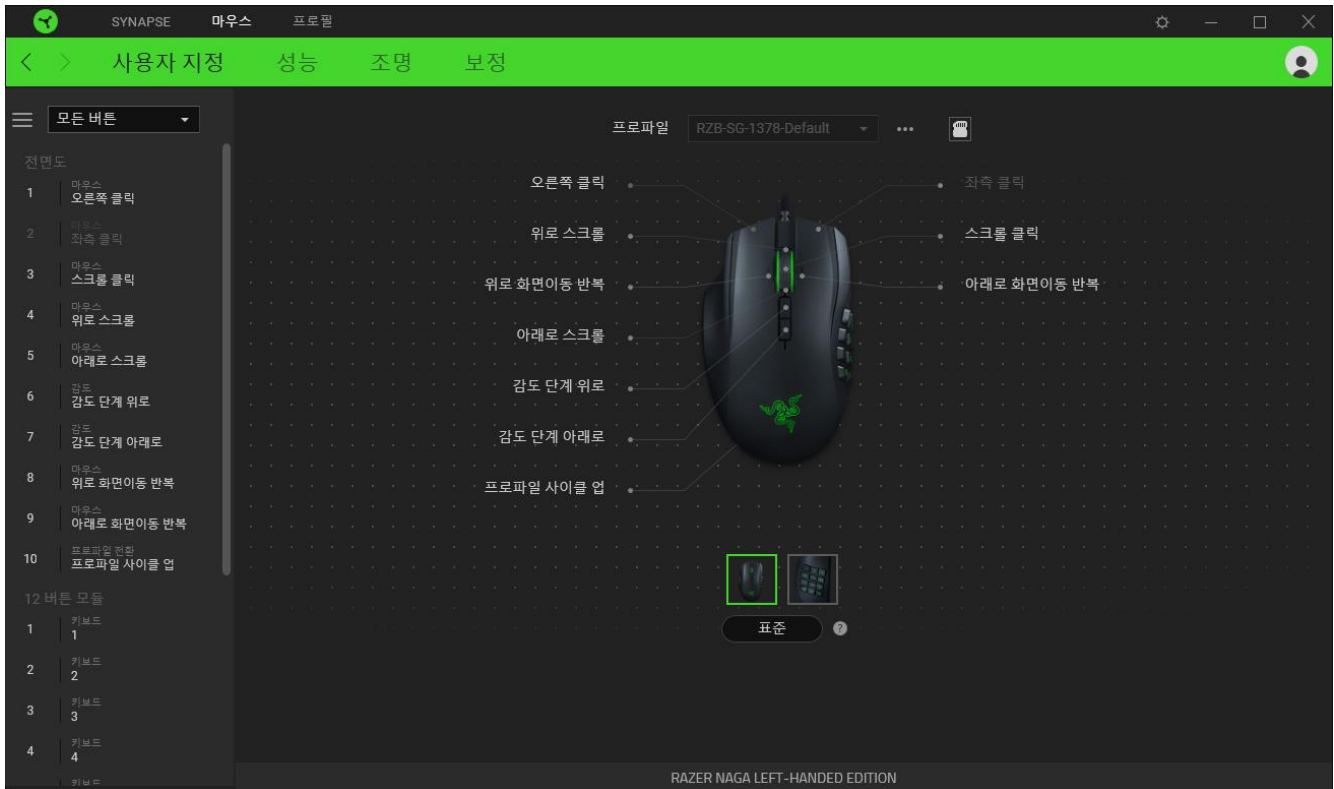 SYNAPSE 마우스 프로필
사용자 지정 성능 조명 보정
모든 버튼
프로파일 RZB-SG-1378-Default
전면도
1 마우스
오른쪽 클릭
2 마우스
좌측 클릭
3 마우스
스크롤 클릭
4 마우스
위로 스크롤
5 마우스
아래로 스크롤
6 감도
감도 단계 위로
7 감도
감도 단계 아래로
8 마우스
위로 화면이동 반복
9 마우스
아래로 화면이동 반복
10 프로파일 전환
프로파일 사이클 업
12 버튼 모듈
1 키보드
1
2 키보드
2
3 키보드
3
4 키보드
4
키보드
오른쪽 클릭 좌측 클릭
위로 스크롤 스크롤 클릭
위로 화면이동 반복 아래로 화면이동 반복
아래로 스크롤
감도 단계 위로
감도 단계 아래로
프로파일 사이클 업
표준 ?
RAZER NAGA LEFT-HANDED EDITION